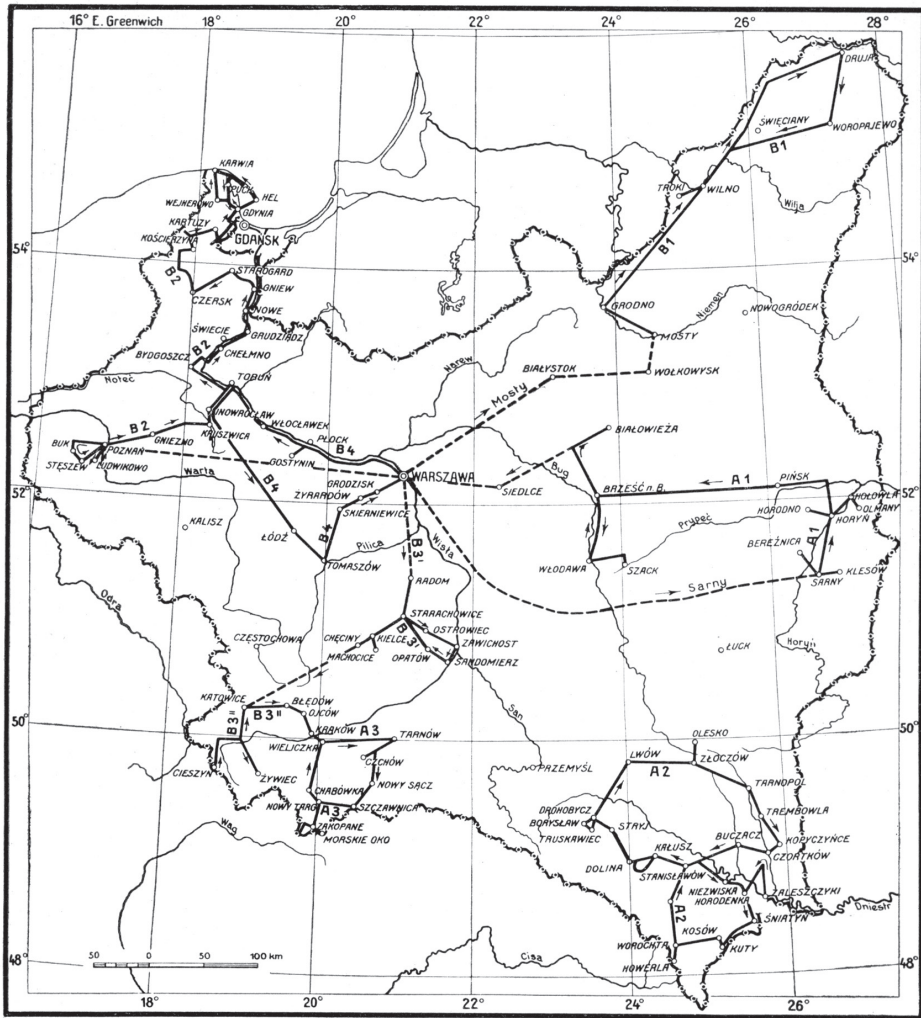 16° E. Greenwich
18°
20°
22°
24°
26°
28°
DRUJA
ŚWIĘCIANY
WOROPAJEWO
B1
KARWIA
PUCK
HEL
WEJHEROWO
GDYNIA
KARTUZY
GDAŃSK
KOŚCIERZYNA
TROKI
WILNO
Wilja
54°
54°
B2
STAROGARD
B1
GNIEW
CZERSK
NOWE
GRODNO
Niemen
NOWOGRÓDEK
ŚWIECIE
GRUDZIĄDZ
MOSTY
BYDGOSZCZ
B2
CHEŁMNO
Narew
BIAŁYSTOK
WOŁKOWYSK
Noteć
TORUŃ
Mosty
INOWROCŁAW
B2
WŁOCŁAWEK
BIAŁOWIEŻA
BUK
GNIEZNO
KRUSZWICA
PŁOCK
POZNAŃ
B4
STĘSZEW
LUDWIKOWO
GOSTYNIN
Bug
WARSZAWA
Warta
GRODZISK
SIEDLCE
A1
PIŃSK
52°
B4
ŻYRARDÓW
BRZEŚĆ n.B.
HORODNO
OLMANY
52°
SKIERNIEWICE
Prypeć
HORYŃ
KALISZ
Wisła
BEREŹNICA
A1
ŁÓDŹ
B4
Pilica
B3'
WŁODAWA
SZACK
KLESÓW
TOMASZÓW
Sarny
SARNY
RADOM
Odra
STARACHOWICE
OSTROWIEC
Horyń
CZĘSTOCHOWA
CHĘCINY
KIELCE
B3'
ZAWICHOST
ŁUCK
MACHOCICE
OPATÓW
SANDOMIERZ
KATOWICE
BŁĘDÓW
San
50°
B3"
B3"
OJCÓW
50°
KRAKÓW
A3
OLESKO
WIELICZKA
TARNÓW
LWÓW
ZŁOCZÓW
CIESZYN
CZCHÓW
PRZEMYŚL
A2
ŻYWIEC
NOWY SĄCZ
TARNOPOL
CHABÓWKA
DROHOBYCZ
TREMBOWLA
NOWY TARG
A3
SZCZAWNICA
BORYSŁAW
STRYJ
BUCZACZ
KOPYCZYŃCE
ZAKOPANE
TRUSKAWIEC
KAŁUSZ
CZORTKÓW
Wag
MORSKIE OKO
DOLINA
STANISŁAWÓW
NIEZWISKA
ZALESZCZYKI
HORODENKA
Dniestr
A2
ŚNIATYN
KOSÓW
WOROCHTA
KUTY
50 0 50 100 km
Cisa
HOWERLA
48°
48°
18°
20°
22°
24°
26°